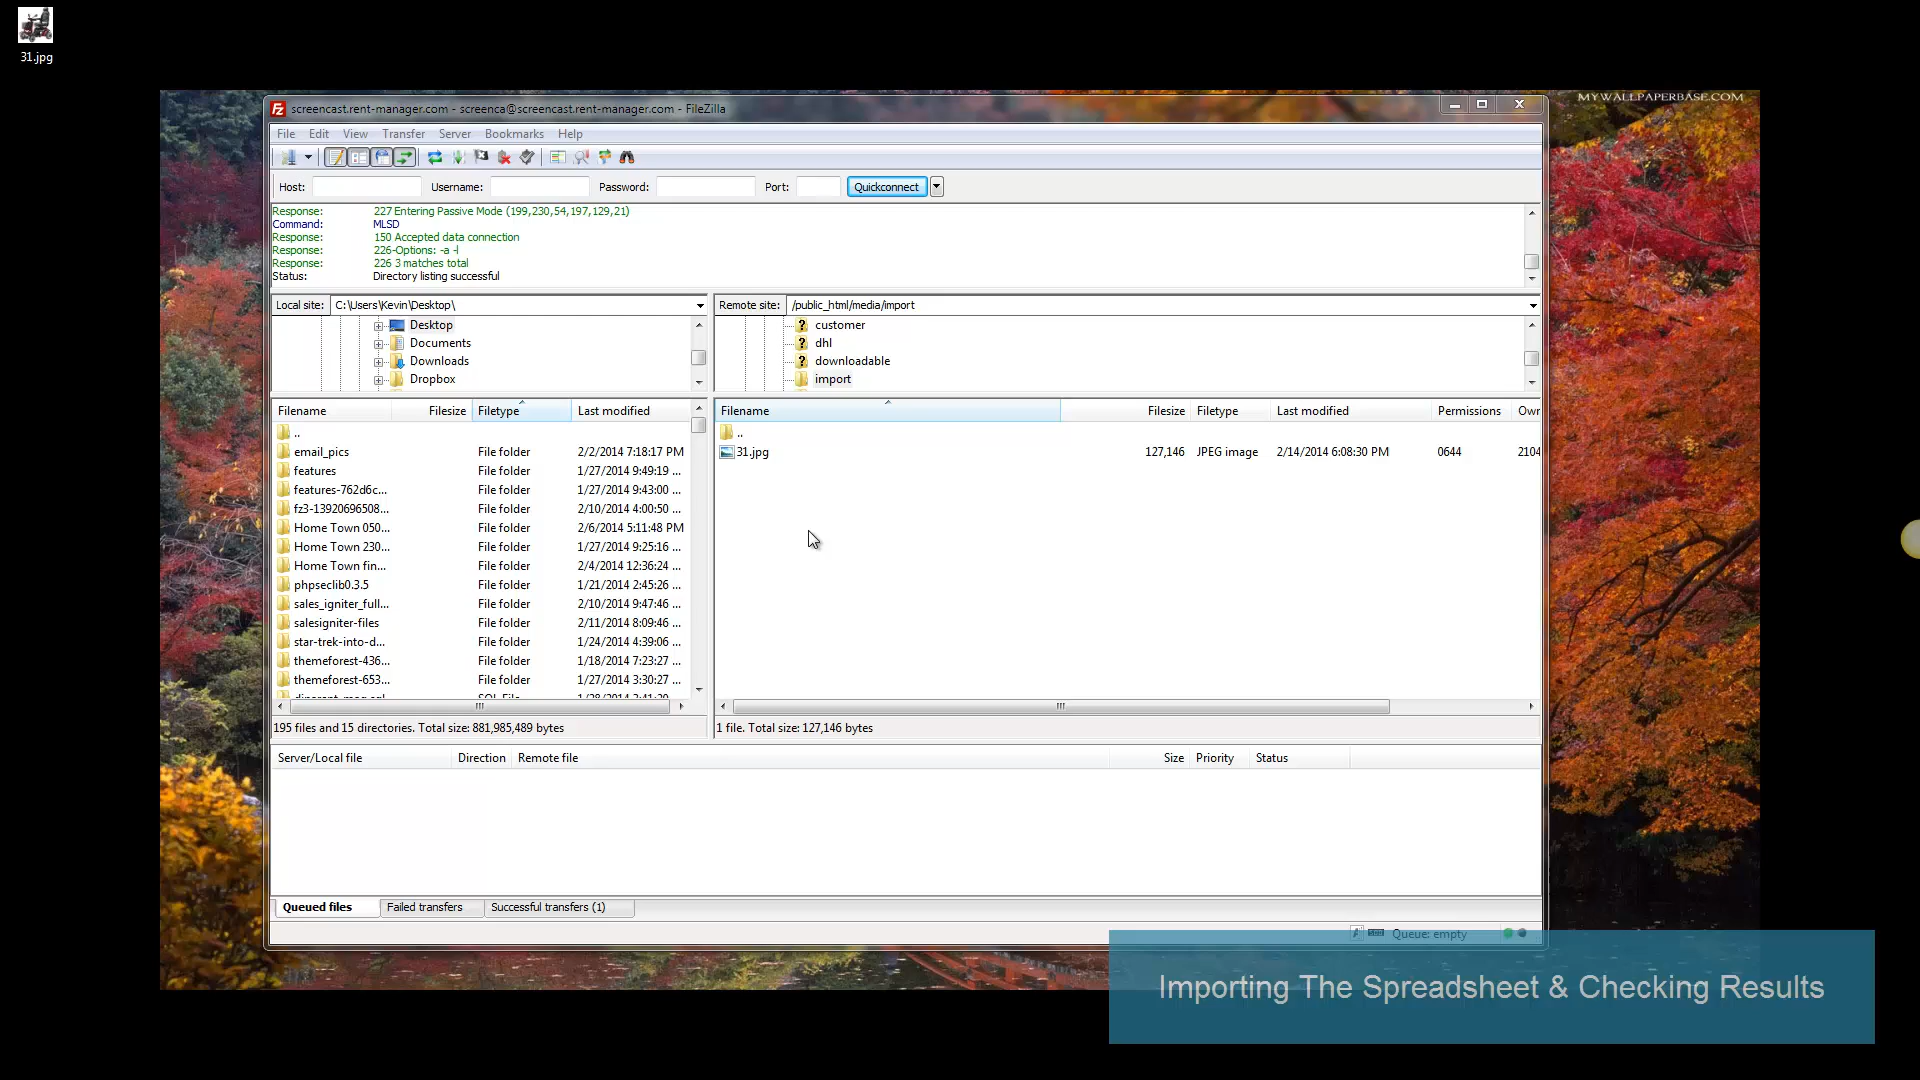 31.jpg
MYWALLPAPERBASE.COM
screencast.rent-manager.com - screenca@screencast.rent-manager.com - FileZilla
File Edit View Transfer Server Bookmarks Help
Host: Username: Password: Port: Quickconnect
Response: 227 Entering Passive Mode (199,230,54,197,129,21)
Command: MLSD
Response: 150 Accepted data connection
Response: 226-Options: -a -l
Response: 226 3 matches total
Status: Directory listing successful
Local site: C:\Users\Kevin\Desktop\
Desktop
Documents
Downloads
Dropbox
Remote site: /public_html/media/import
customer
dhl
downloadable
import
Filename Filesize Filetype Last modified
..
email_pics File folder 2/2/2014 7:18:17 PM
features File folder 1/27/2014 9:49:19 ...
features-762d6c... File folder 1/27/2014 9:43:00 ...
fz3-13920696508... File folder 2/10/2014 4:00:50 ...
Home Town 050... File folder 2/6/2014 5:11:48 PM
Home Town 230... File folder 1/27/2014 9:25:16 ...
Home Town fin... File folder 2/4/2014 12:36:24 ...
phpseclib0.3.5 File folder 1/21/2014 2:45:26 ...
sales_igniter_full... File folder 2/10/2014 9:47:46 ...
salesigniter-files File folder 2/11/2014 8:09:46 ...
star-trek-into-d... File folder 1/24/2014 4:39:06 ...
themeforest-436... File folder 1/18/2014 7:23:27 ...
themeforest-653... File folder 1/27/2014 3:30:27 ...
195 files and 15 directories. Total size: 881,985,489 bytes
Filename Filesize Filetype Last modified Permissions Own
..
31.jpg 127,146 JPEG image 2/14/2014 6:08:30 PM 0644 2104
1 file. Total size: 127,146 bytes
Server/Local file Direction Remote file Size Priority Status
Queued files Failed transfers Successful transfers (1)
Queue: empty
Importing The Spreadsheet & Checking Results